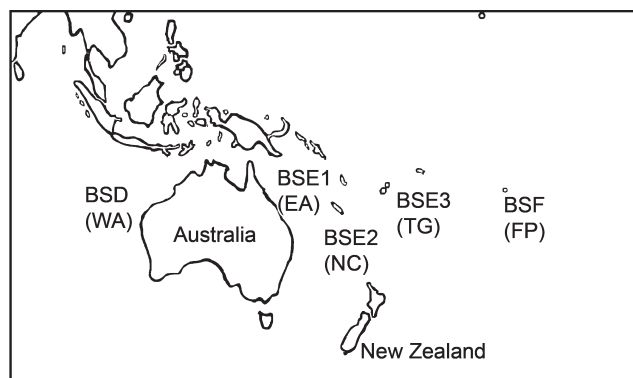 BSD
(WA)
Australia
BSE1
(EA)
BSE2
(NC)
BSE3
(TG)
BSF
(FP)
New Zealand